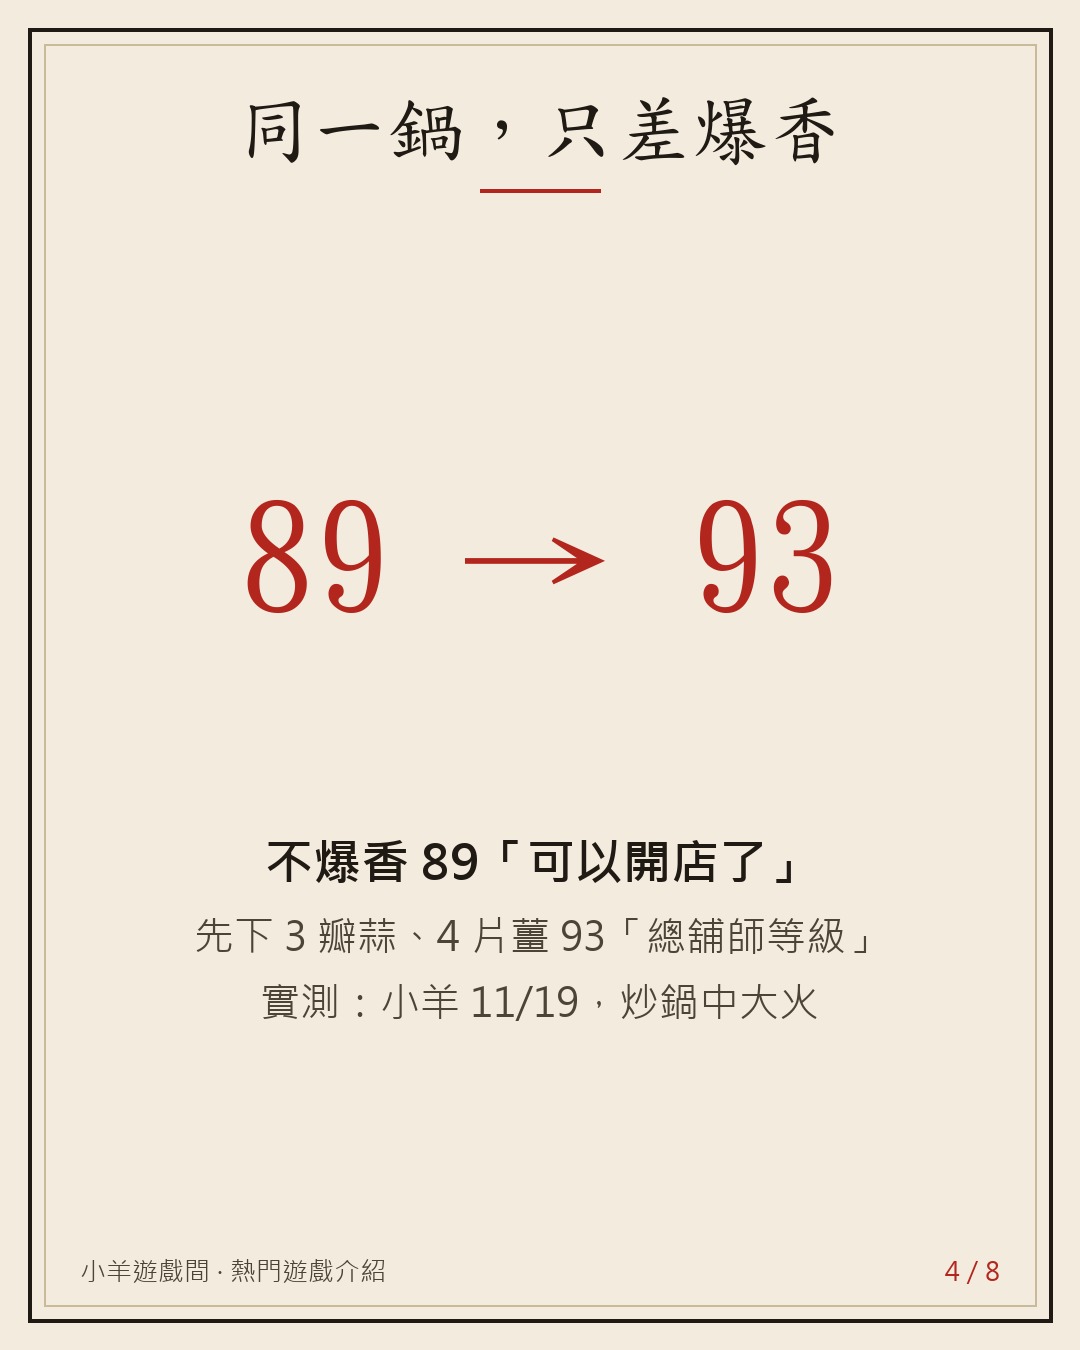 同一鍋，只差爆香
89 → 93
不爆香 89「可以開店了」
先下 3 瓣蒜、4 片薑 93「總舖師等級」
實測：小羊 11/19，炒鍋中大火
小羊遊戲間 · 熱門遊戲介紹
4 / 8